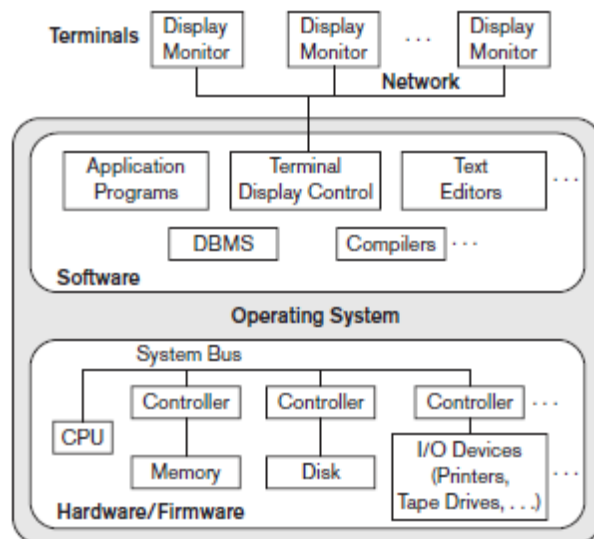 Terminals
Display
Monitor
Display
Monitor
. . .
Display
Monitor
Network
Application
Programs
Terminal
Display Control
Text
Editors
. . .
DBMS
Compilers
. . .
Software
Operating System
System Bus
Controller
Controller
Controller
. . .
CPU
Memory
Disk
I/O Devices
(Printers,
Tape Drives, . . .)
. . .
Hardware/Firmware